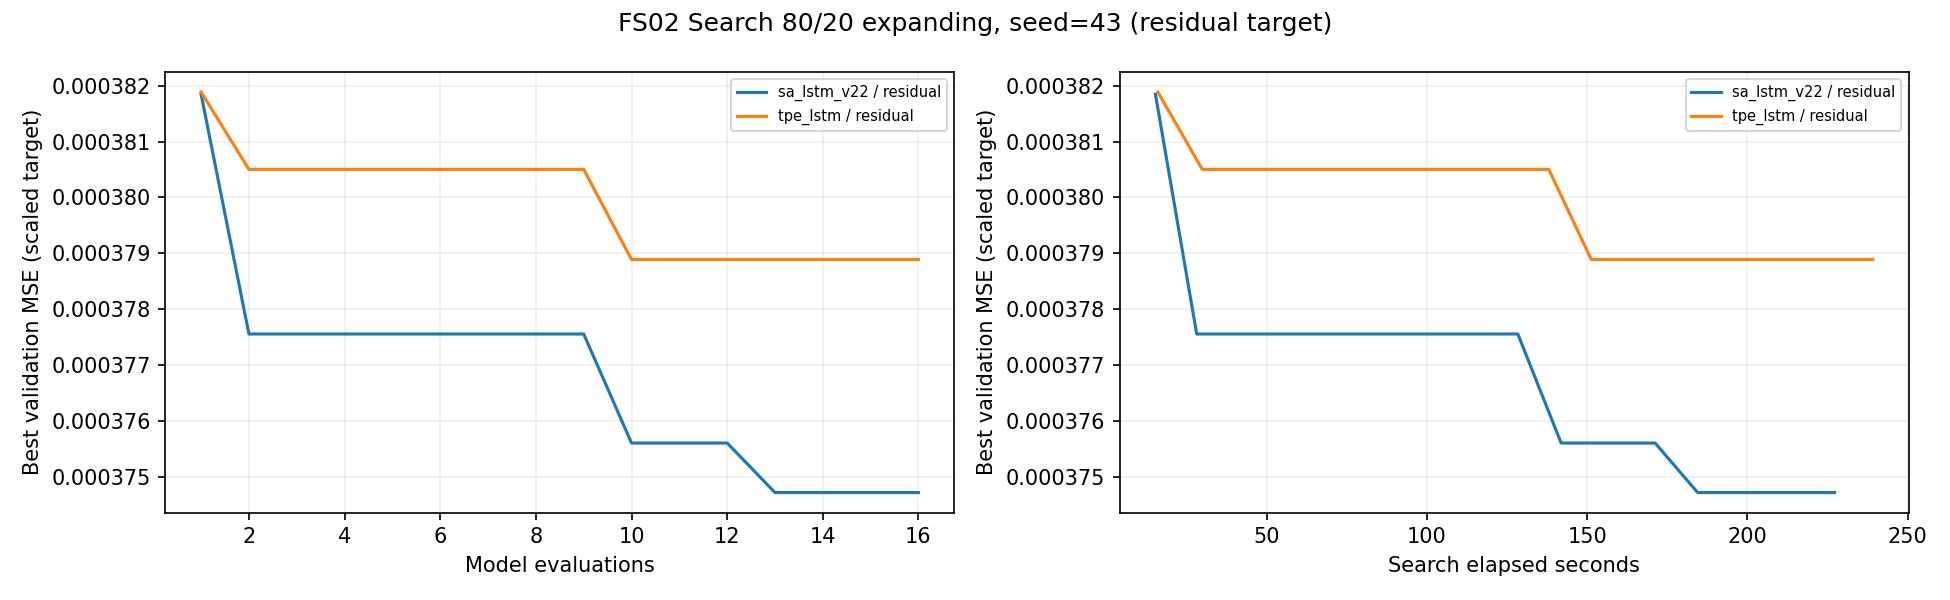 FS02 Search 80/20 expanding, seed=43 (residual target)
Best validation MSE (scaled target)
0.000382
0.000381
0.000380
0.000379
0.000378
0.000377
0.000376
0.000375
sa_lstm_v22 / residual
tpe_lstm / residual
2 4 6 8 10 12 14 16
Model evaluations
Best validation MSE (scaled target)
0.000382
0.000381
0.000380
0.000379
0.000378
0.000377
0.000376
0.000375
sa_lstm_v22 / residual
tpe_lstm / residual
50 100 150 200 250
Search elapsed seconds